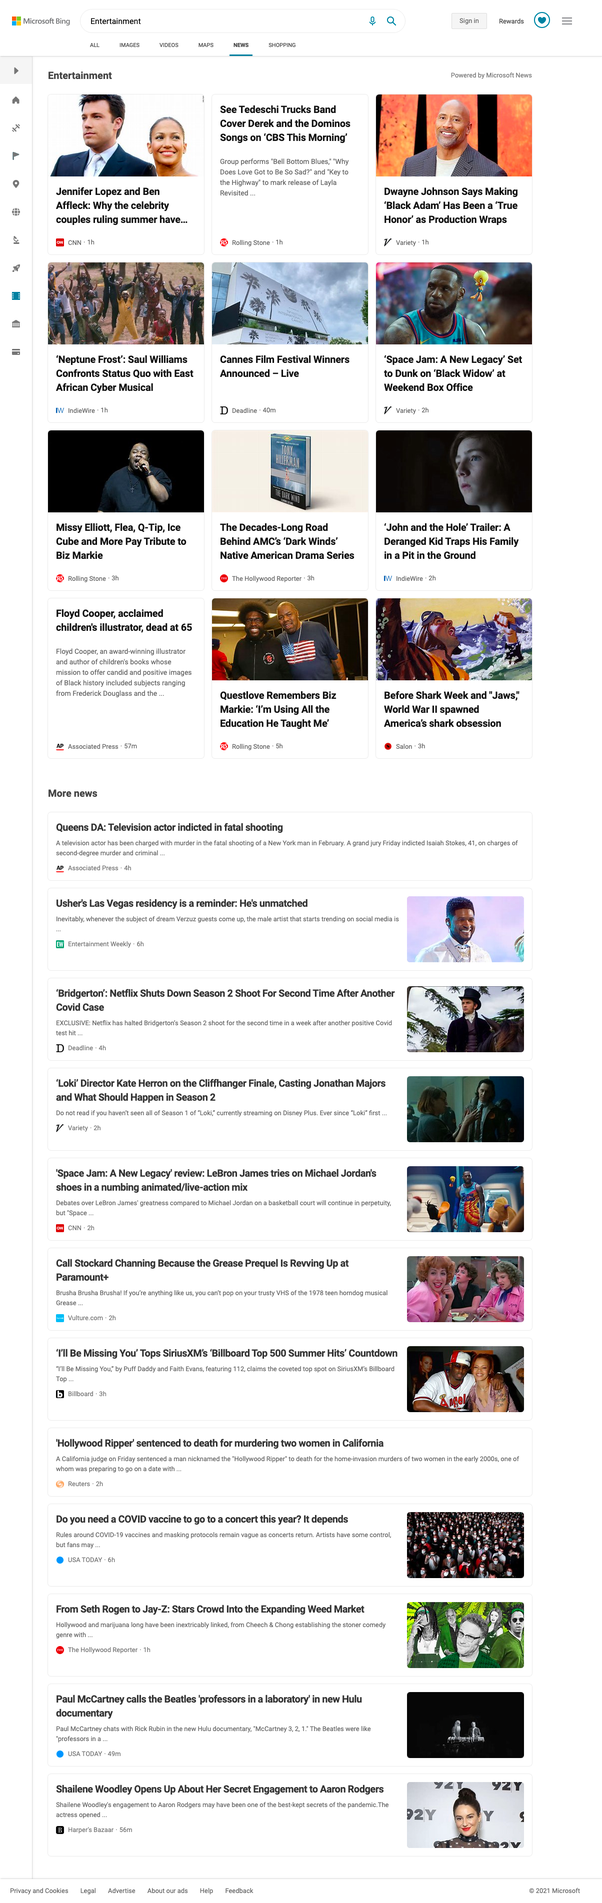 Microsoft Bing
Entertainment
Sign in
Rewards
ALL
IMAGES
VIDEOS
MAPS
NEWS
SHOPPING
Entertainment
Powered by Microsoft News
Jennifer Lopez and Ben
Affleck: Why the celebrity
couples ruling summer have...
CNN · 1h
See Tedeschi Trucks Band
Cover Derek and the Dominos
Songs on ‘CBS This Morning’
Group performs "Bell Bottom Blues," "Why
Does Love Got to Be So Sad?" and "Key to
the Highway" to mark release of Layla
Revisited ...
Rolling Stone · 1h
Dwayne Johnson Says Making
‘Black Adam’ Has Been a ‘True
Honor’ as Production Wraps
Variety · 1h
‘Neptune Frost’: Saul Williams
Confronts Status Quo with East
African Cyber Musical
IndieWire · 1h
Cannes Film Festival Winners
Announced – Live
Deadline · 40m
‘Space Jam: A New Legacy’ Set
to Dunk on ‘Black Widow’ at
Weekend Box Office
Variety · 2h
Missy Elliott, Flea, Q-Tip, Ice
Cube and More Pay Tribute to
Biz Markie
Rolling Stone · 3h
TONY
HILLERMAN
THE DARK WIND
The Decades-Long Road
Behind AMC’s ‘Dark Winds’
Native American Drama Series
The Hollywood Reporter · 3h
‘John and the Hole’ Trailer: A
Deranged Kid Traps His Family
in a Pit in the Ground
IndieWire · 2h
Floyd Cooper, acclaimed
children's illustrator, dead at 65
Floyd Cooper, an award-winning illustrator
and author of children's books whose
mission to offer candid and positive images
of Black history included subjects ranging
from Frederick Douglass and the ...
Associated Press · 57m
Questlove Remembers Biz
Markie: ‘I’m Using All the
Education He Taught Me’
Rolling Stone · 5h
Before Shark Week and "Jaws,"
World War II spawned
America’s shark obsession
Salon · 3h
More news
Queens DA: Television actor indicted in fatal shooting
A television actor has been charged with murder in the fatal shooting of a New York man in February. A grand jury Friday indicted Isaiah Stokes, 41, on charges of
second-degree murder and criminal ...
AP Associated Press · 4h
Usher's Las Vegas residency is a reminder: He's unmatched
Inevitably, whenever the subject of dream Verzuz guests come up, the male artist that starts trending on social media is
...
Entertainment Weekly · 6h
‘Bridgerton’: Netflix Shuts Down Season 2 Shoot For Second Time After Another
Covid Case
EXCLUSIVE: Netflix has halted Bridgerton's Season 2 shoot for the second time in a week after another positive Covid
test hit ...
Deadline · 4h
‘Loki’ Director Kate Herron on the Cliffhanger Finale, Casting Jonathan Majors
and What Should Happen in Season 2
Do not read if you haven't seen all of Season 1 of "Loki," currently streaming on Disney Plus. Ever since "Loki" first ...
Variety · 2h
'Space Jam: A New Legacy' review: LeBron James tries on Michael Jordan's
shoes in a numbing animated/live-action mix
Debates over LeBron James' greatness compared to Michael Jordan on a basketball court will continue in perpetuity,
but "Space ...
CNN · 2h
Call Stockard Channing Because the Grease Prequel Is Revving Up at
Paramount+
Brusha Brusha Brusha! If you're anything like us, you can't pop on your trusty VHS of the 1978 teen horndog musical
Grease ...
Vulture.com · 2h
‘I’ll Be Missing You’ Tops SiriusXM’s ‘Billboard Top 500 Summer Hits’ Countdown
"I'll Be Missing You," by Puff Daddy and Faith Evans, featuring 112, claims the coveted top spot on SiriusXM's Billboard
Top ...
Billboard · 3h
'Hollywood Ripper' sentenced to death for murdering two women in California
A California judge on Friday sentenced a man nicknamed the "Hollywood Ripper" to death for the home-invasion murders of two women in the early 2000s, one of
whom was preparing to go on a date with ...
Reuters · 2h
Do you need a COVID vaccine to go to a concert this year? It depends
Rules around COVID-19 vaccines and masking protocols remain vague as concerts return. Artists have some control,
but fans may ...
USA TODAY · 6h
From Seth Rogen to Jay-Z: Stars Crowd Into the Expanding Weed Market
Hollywood and marijuana long have been inextricably linked, from Cheech & Chong establishing the stoner comedy
genre with ...
The Hollywood Reporter · 1h
Paul McCartney calls the Beatles 'professors in a laboratory' in new Hulu
documentary
Paul McCartney chats with Rick Rubin in the new Hulu documentary, "McCartney 3, 2, 1." The Beatles were like
"professors in a ...
USA TODAY · 49m
Shailene Woodley Opens Up About Her Secret Engagement to Aaron Rodgers
Shailene Woodley's engagement to Aaron Rodgers may have been one of the best-kept secrets of the pandemic.The
actress opened ...
Harper's Bazaar · 56m
92Y
92Y
92Y
Privacy and Cookies
Legal
Advertise
About our ads
Help
Feedback
© 2021 Microsoft